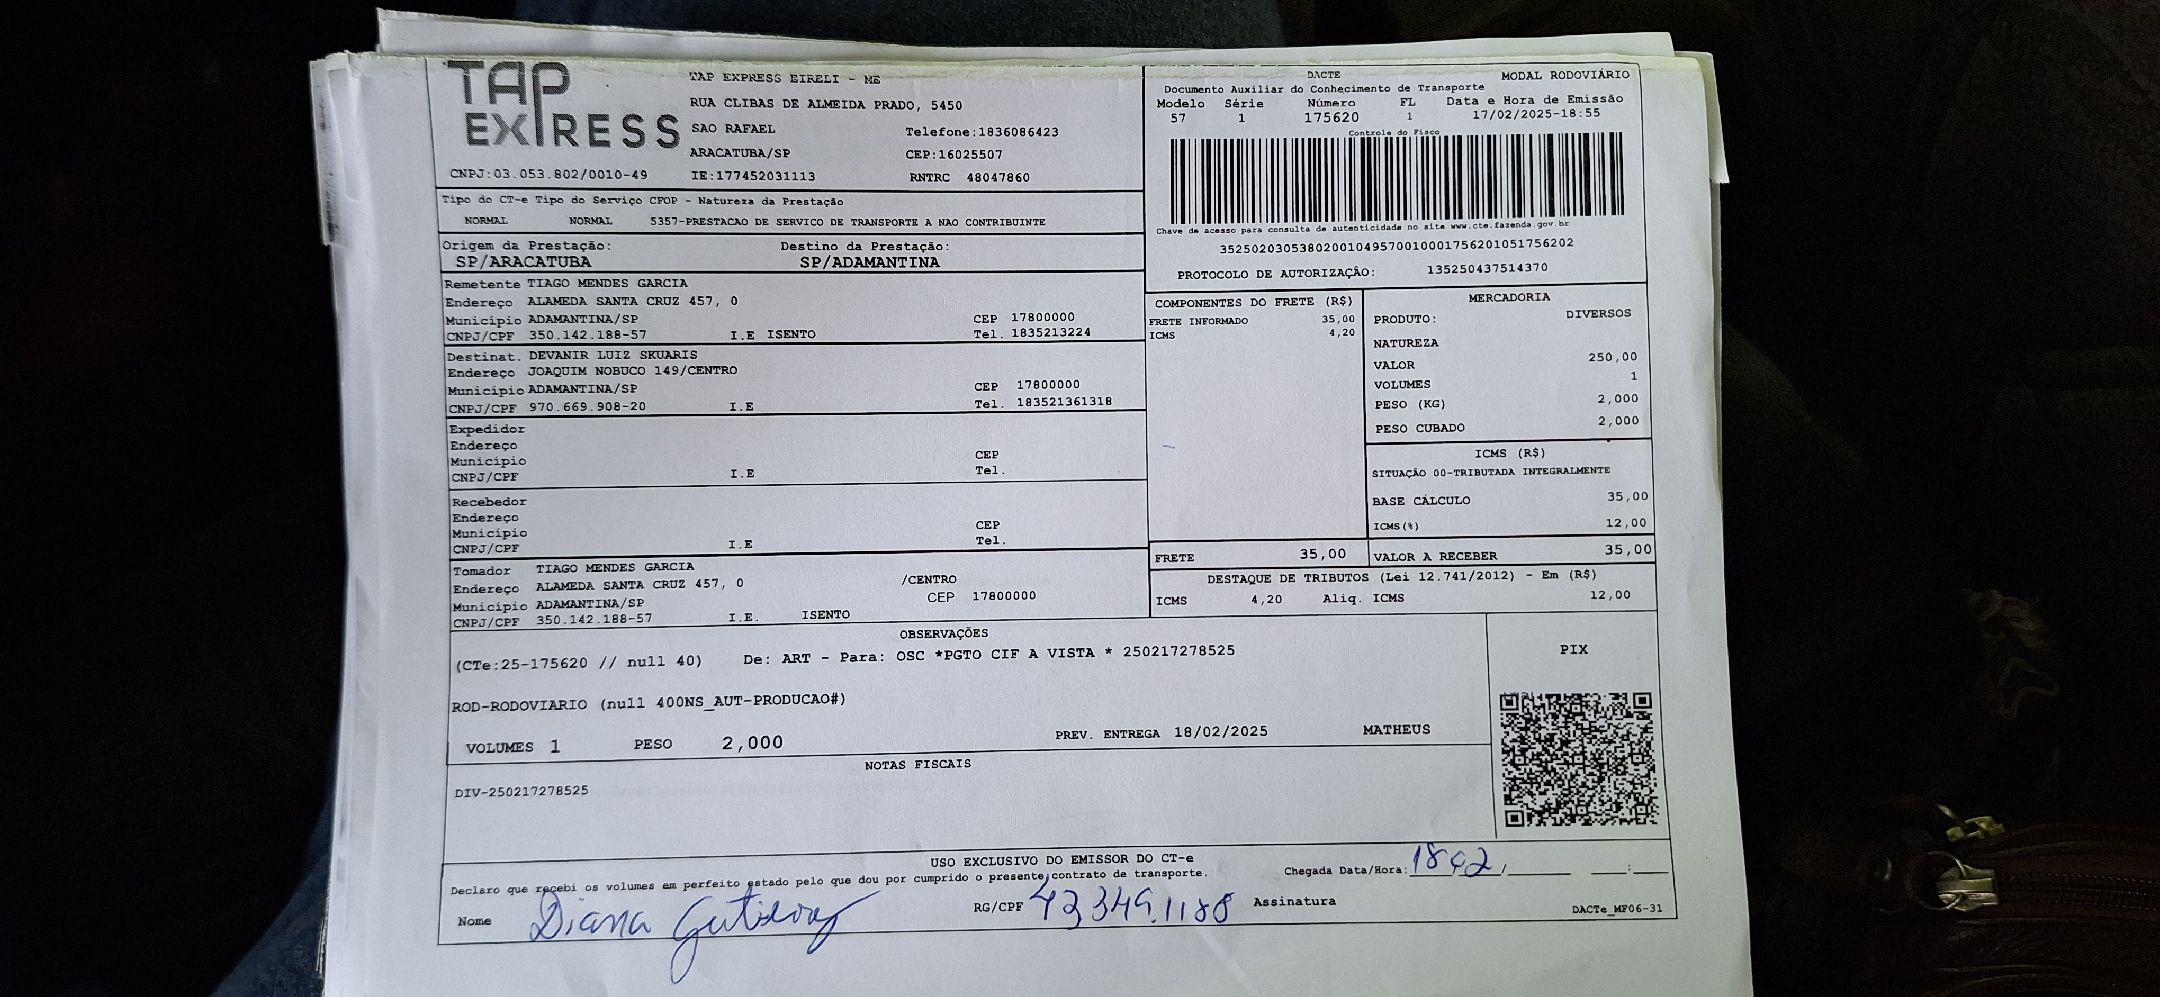 TAP EXPRESS
TAP EXPRESS EIRELI - ME
RUA CLIBAS DE ALMEIDA PRADO, 5450
SAO RAFAEL Telefone:1836086423
ARACATUBA/SP CEP:16025507
CNPJ:03.053.802/0010-49 IE:177452031113 RNTRC 48047860
DACTE MODAL RODOVIÁRIO
Documento Auxiliar do Conhecimento de Transporte
Modelo Série Número FL Data e Hora de Emissão
57 1 175620 1 17/02/2025-18:55
Controle do Fisco
Chave de acesso para consulta de autenticidade no site www.cte.fazenda.gov.br
35250203053802001049570010001756201051756202
PROTOCOLO DE AUTORIZAÇÃO: 135250437514370
Tipo do CT-e Tipo do Serviço CFOP - Natureza da Prestação
NORMAL NORMAL 5357-PRESTACAO DE SERVICO DE TRANSPORTE A NAO CONTRIBUINTE
Origem da Prestação: Destino da Prestação:
SP/ARACATUBA SP/ADAMANTINA
Remetente TIAGO MENDES GARCIA
Endereço ALAMEDA SANTA CRUZ 457, 0
Município ADAMANTINA/SP CEP 17800000
CNPJ/CPF 350.142.188-57 I.E ISENTO Tel. 1835213224
Destinat. DEVANIR LUIZ SKUARIS
Endereço JOAQUIM NOBUCO 149/CENTRO
Município ADAMANTINA/SP CEP 17800000
CNPJ/CPF 970.669.908-20 I.E Tel. 183521361318
Expedidor
Endereço
Município CEP
CNPJ/CPF I.E Tel.
Recebedor
Endereço
Município CEP
CNPJ/CPF I.E Tel.
Tomador TIAGO MENDES GARCIA
Endereço ALAMEDA SANTA CRUZ 457, 0 /CENTRO
Município ADAMANTINA/SP CEP 17800000
CNPJ/CPF 350.142.188-57 I.E. ISENTO
COMPONENTES DO FRETE (R$)
FRETE INFORMADO 35,00
ICMS 4,20
MERCADORIA
PRODUTO: DIVERSOS
NATUREZA
VALOR 250,00
VOLUMES 1
PESO (KG) 2,000
PESO CUBADO 2,000
ICMS (R$)
SITUAÇÃO 00-TRIBUTADA INTEGRALMENTE
BASE CÁLCULO 35,00
ICMS(%) 12,00
FRETE 35,00 VALOR A RECEBER 35,00
DESTAQUE DE TRIBUTOS (Lei 12.741/2012) - Em (R$)
ICMS 4,20 Aliq. ICMS 12,00
OBSERVAÇÕES
(CTe:25-175620 // null 40) De: ART - Para: OSC *PGTO CIF A VISTA * 250217278525
ROD-RODOVIARIO (null 400NS_AUT-PRODUCAO#)
VOLUMES 1 PESO 2,000 PREV. ENTREGA 18/02/2025 MATHEUS
PIX
NOTAS FISCAIS
DIV-250217278525
USO EXCLUSIVO DO EMISSOR DO CT-e
Declaro que recebi os volumes em perfeito estado pelo que dou por cumprido o presente contrato de transporte. Chegada Data/Hora:
Nome Diana RG/CPF 43349.1188 Assinatura
DACTe_MF06-31